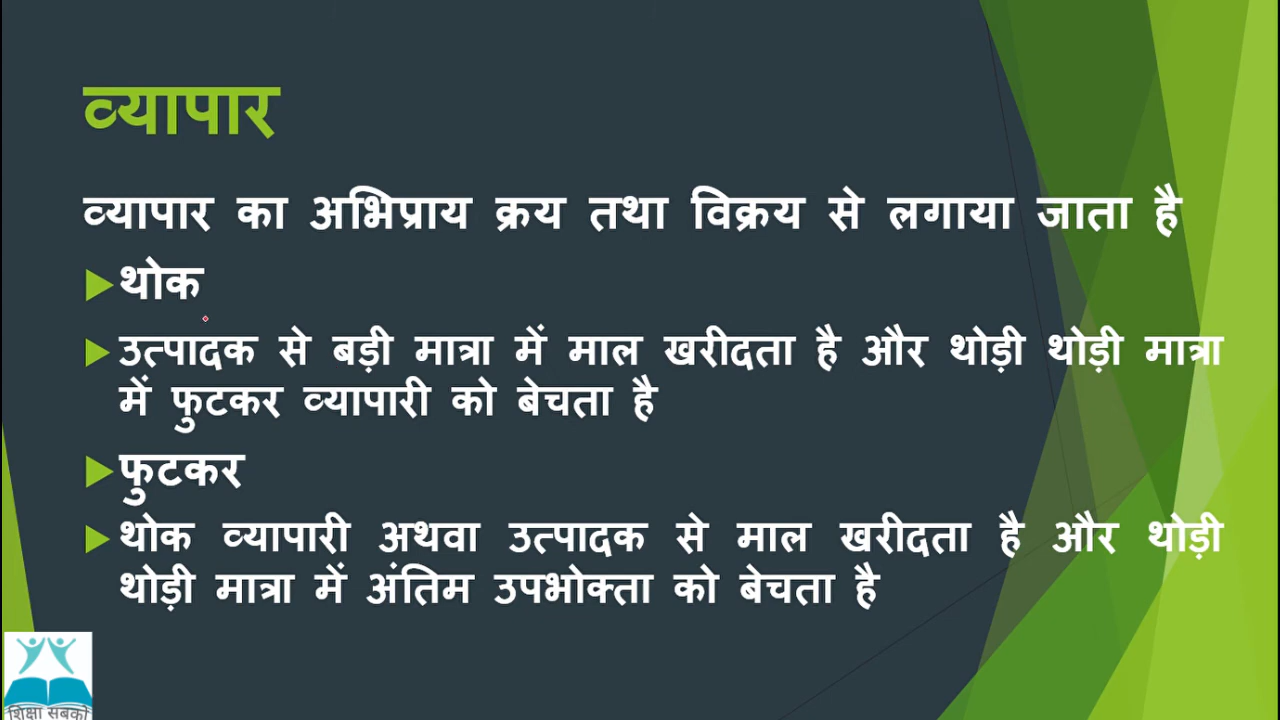 व्यापार
व्यापार का अभिप्राय क्रय तथा विक्रय से लगाया जाता है
थोक
उत्पादक से बड़ी मात्रा में माल खरीदता है और थोड़ी थोड़ी मात्रा
में फुटकर व्यापारी को बेचता है
फुटकर
थोक व्यापारी अथवा उत्पादक से माल खरीदता है और थोड़ी
थोड़ी मात्रा में अंतिम उपभोक्ता को बेचता है
शिक्षा सबको